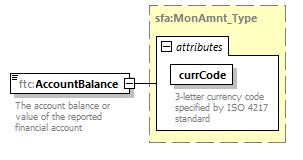 sfa:MonAmnt_Type
attributes
currCode
3-letter currency code
specified by ISO 4217
standard
ftc:AccountBalance
The account balance or
value of the reported
financial account